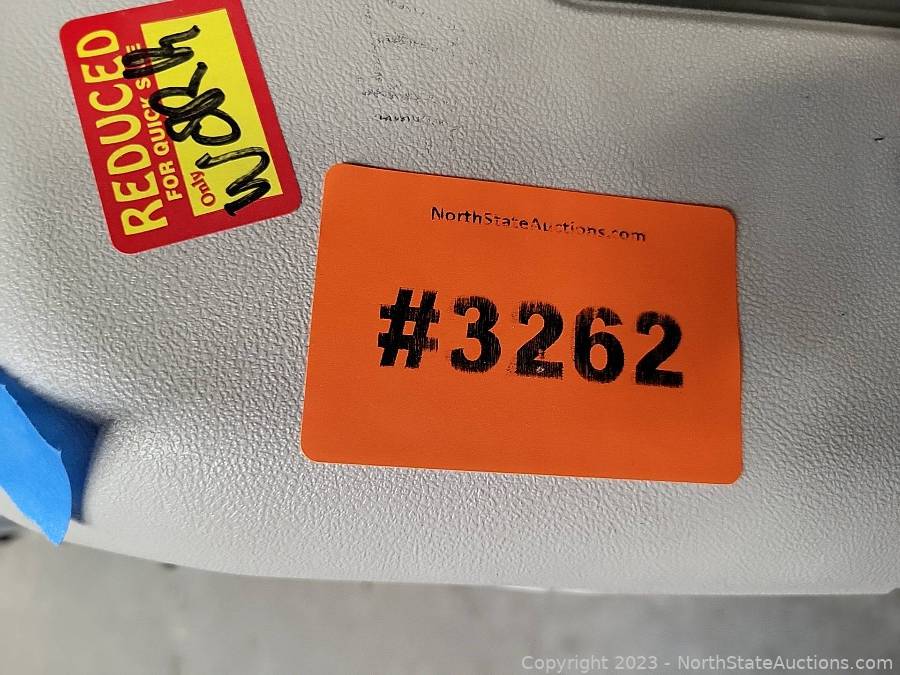 REDUCED
FOR QUICK SALE
Only
NorthStateAuctions.com
#3262
Copyright © 2023 - NorthStateAuctions.com